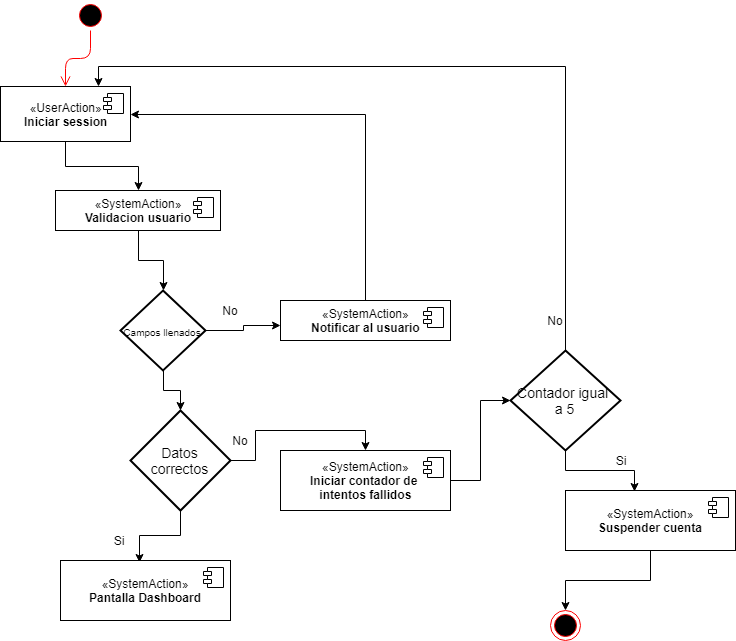 «UserAction»
Iniciar session
«SystemAction»
Validacion usuario
Campos llenados
No
«SystemAction»
Notificar al usuario
No
Contador igual
a 5
Datos
correctos
No
«SystemAction»
Iniciar contador de
intentos fallidos
Si
«SystemAction»
Suspender cuenta
Si
«SystemAction»
Pantalla Dashboard